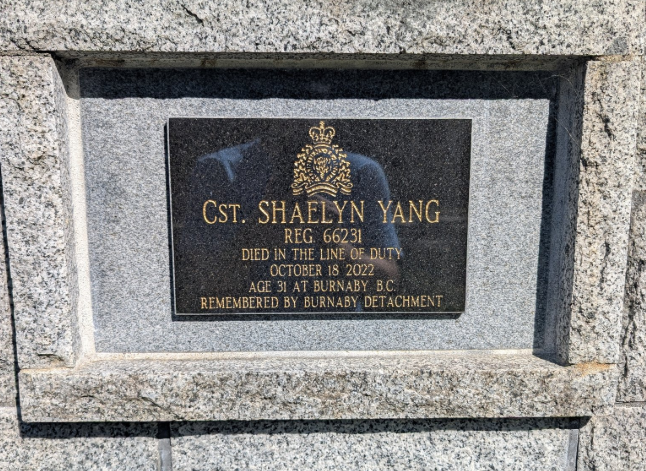 CST. SHAELYN YANG
REG. 66231
DIED IN THE LINE OF DUTY
OCTOBER 18 2022
AGE 31 AT BURNABY B.C.
REMEMBERED BY BURNABY DETACHMENT